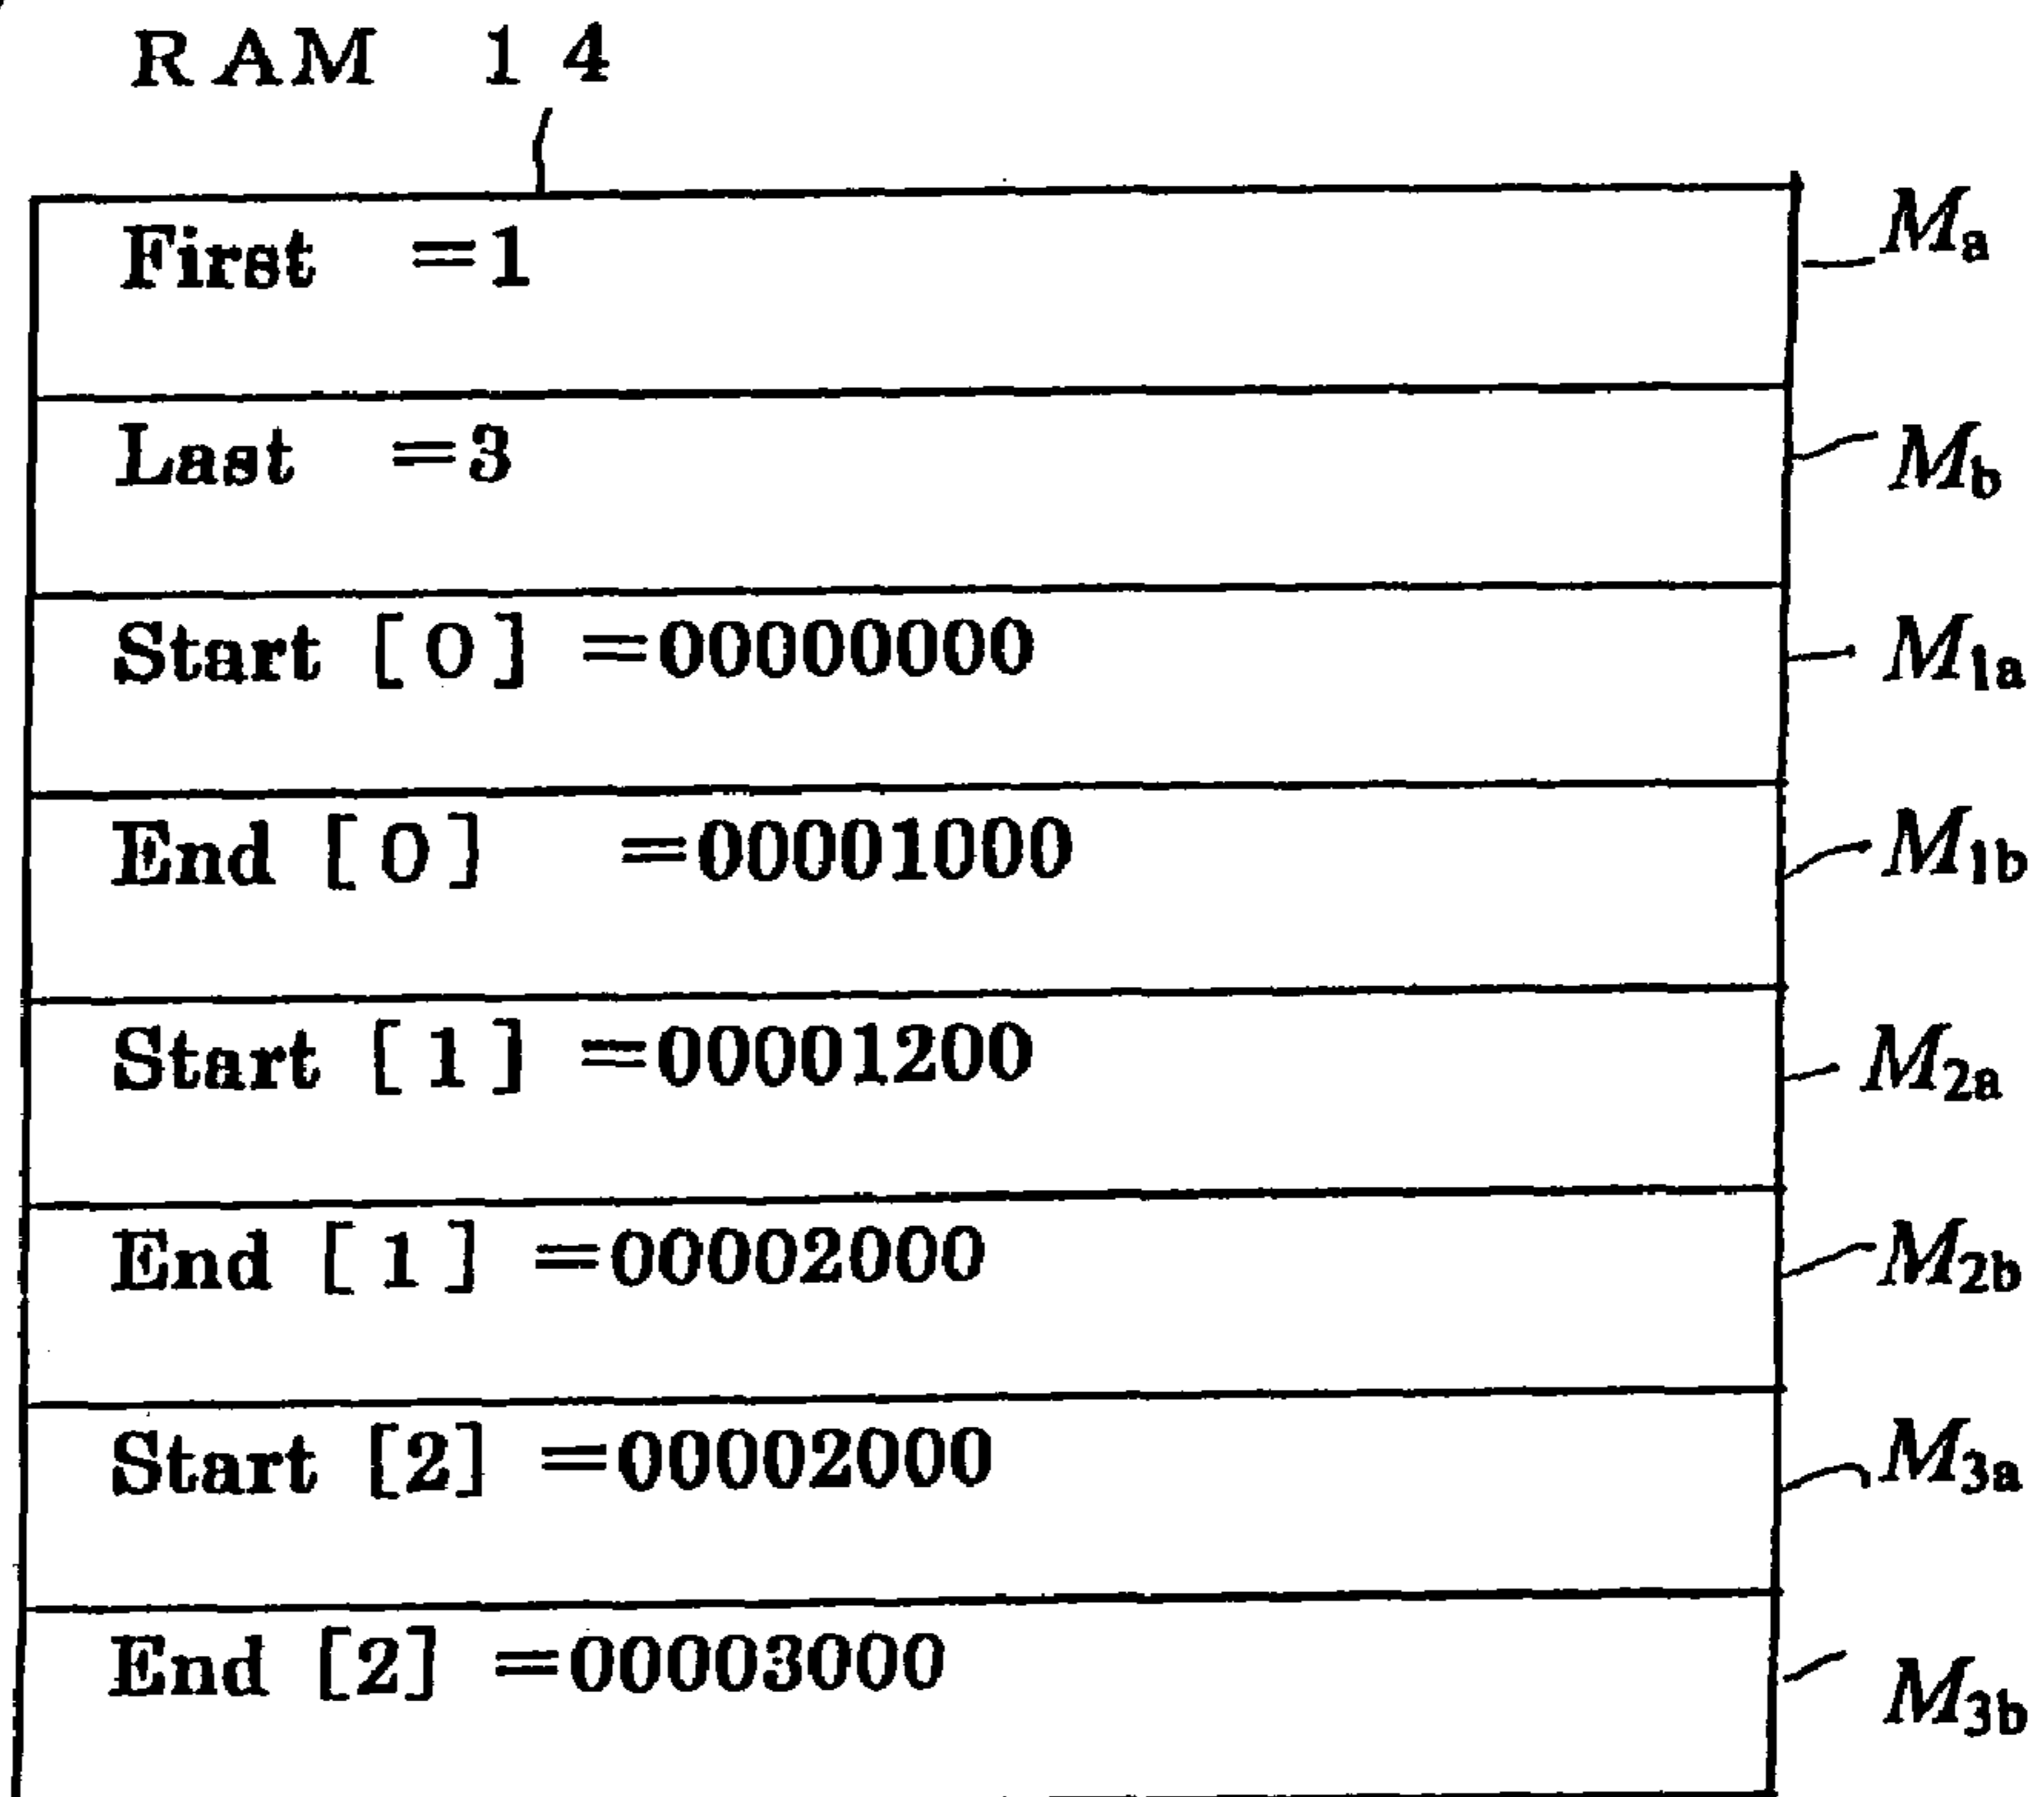 RAM 14
First =1 Ma
Last =3 Mb
Start [0] =00000000 M1a
End [0] =00001000 M1b
Start [1] =00001200 M2a
End [1] =00002000 M2b
Start [2] =00002000 M3a
End [2] =00003000 M3b